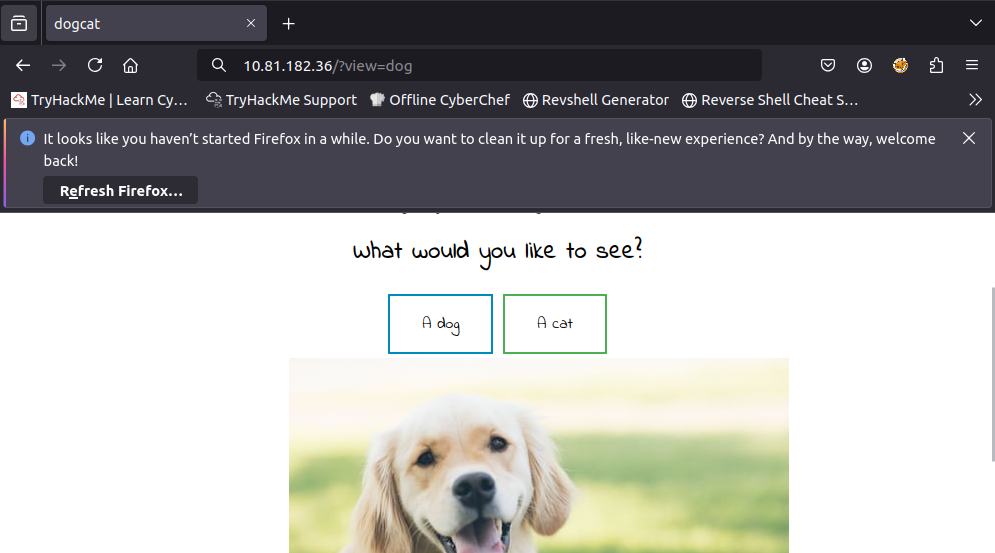 dogcat
10.81.182.36/?view=dog
TryHackMe | Learn Cy… TryHackMe Support Offline CyberChef Revshell Generator Reverse Shell Cheat S…
It looks like you haven't started Firefox in a while. Do you want to clean it up for a fresh, like-new experience? And by the way, welcome
back!
Refresh Firefox…
What would you like to see?
A dog A cat